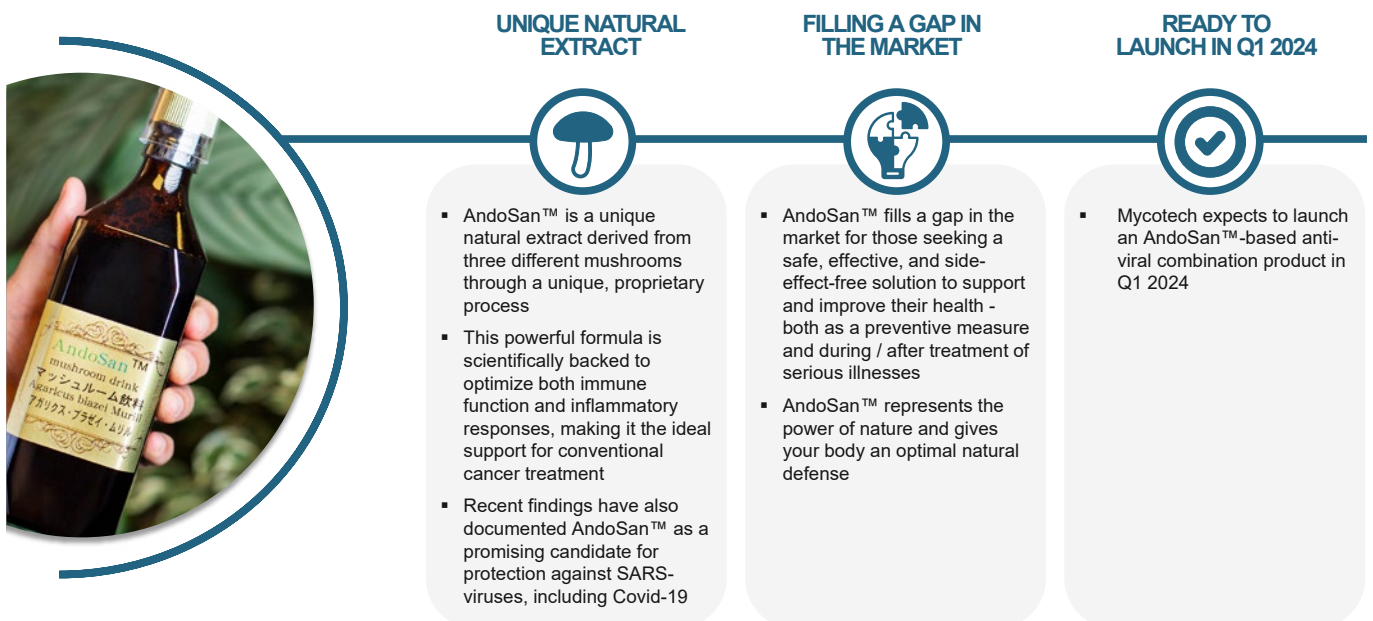 UNIQUE NATURAL
EXTRACT
AndoSan™ is a unique
natural extract derived from
three different mushrooms
through a unique, proprietary
process
This powerful formula is
scientifically backed to
optimize both immune
function and inflammatory
responses, making it the ideal
support for conventional
cancer treatment
Recent findings have also
documented AndoSan™ as a
promising candidate for
protection against SARS-
viruses, including Covid-19
FILLING A GAP IN
THE MARKET
AndoSan™ fills a gap in the
market for those seeking a
safe, effective, and side-
effect-free solution to support
and improve their health -
both as a preventive measure
and during / after treatment of
serious illnesses
AndoSan™ represents the
power of nature and gives
your body an optimal natural
defense
READY TO
LAUNCH IN Q1 2024
Mycotech expects to launch
an AndoSan™-based anti-
viral combination product in
Q1 2024
AndoSan™
mushroom drink
マッシュルーム飲料
Agaricus blazei Murill
アガリクス・ブラゼイ・ムリル